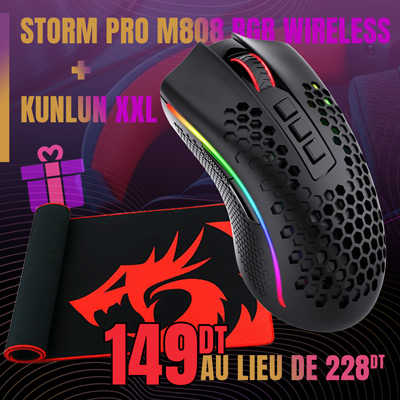 STORM PRO M808 RGB WIRELESS
+
KUNLUN XXL
149DT
AU LIEU DE 228DT